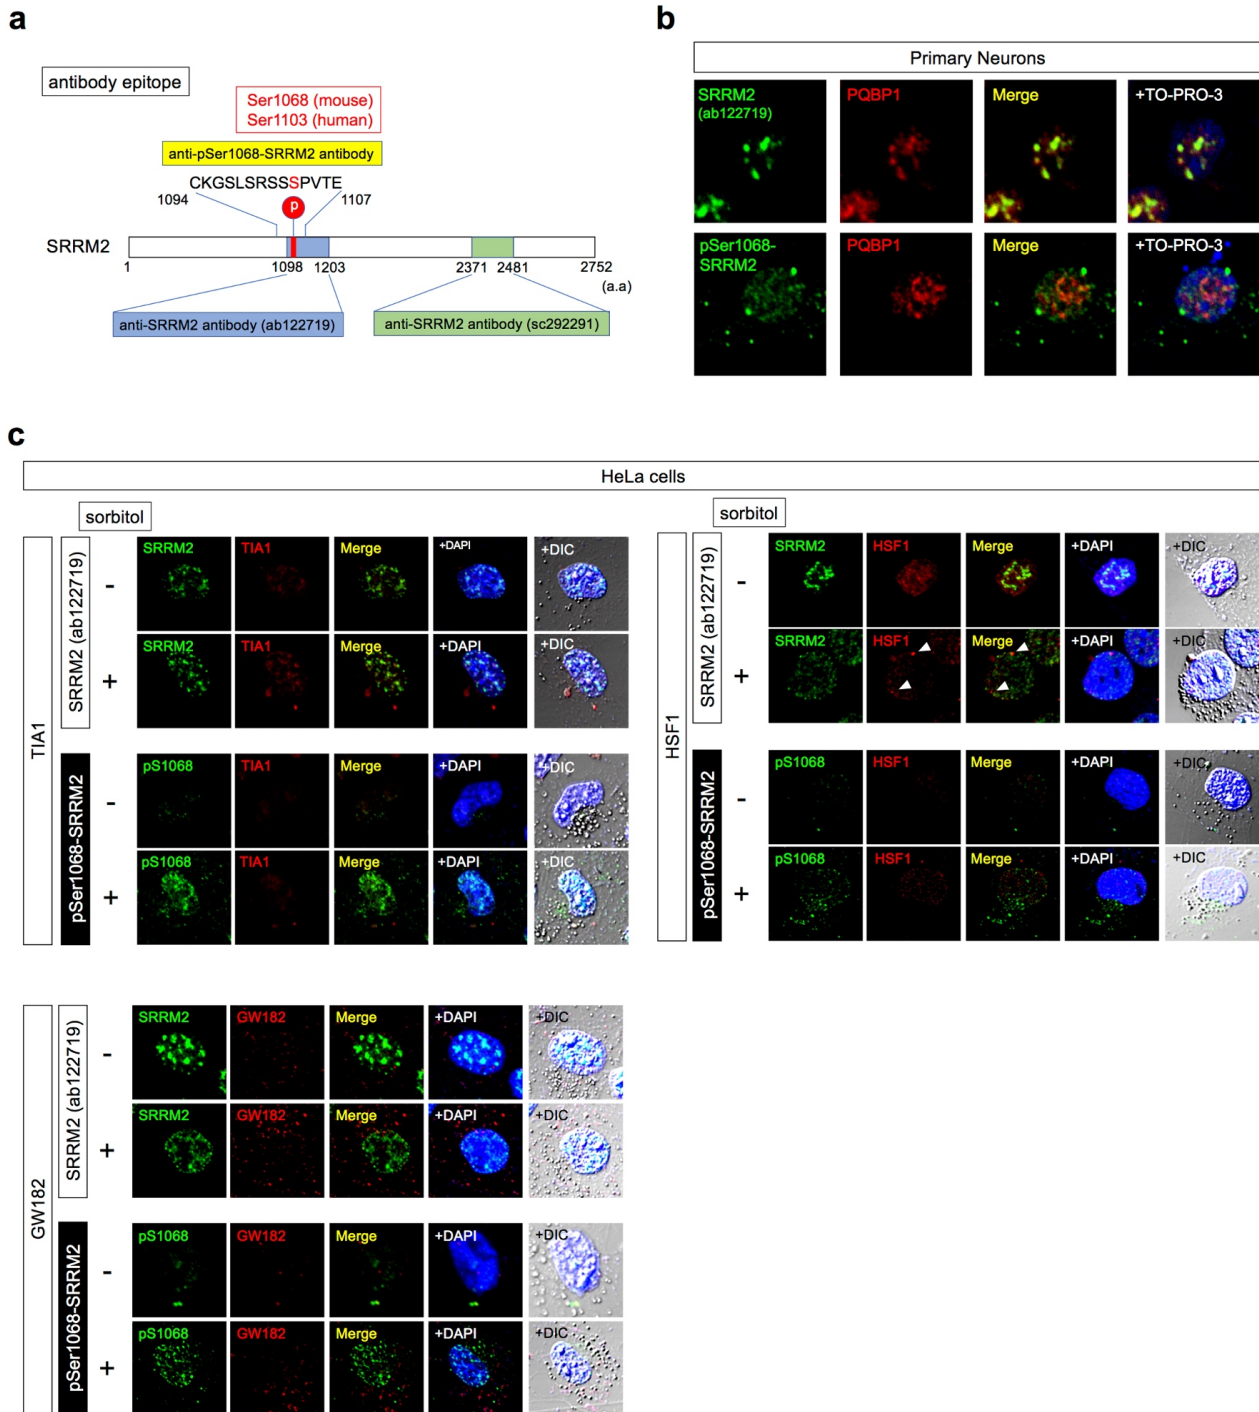 a
antibody epitope
Ser1068 (mouse)
Ser1103 (human)
anti-pSer1068-SRRM2 antibody
CKGSLSRSSSPVTE
1094
1107
p
SRRM2
1
1098
1203
2371
2481
2752
(a.a)
anti-SRRM2 antibody (ab122719)
anti-SRRM2 antibody (sc292291)
b
Primary Neurons
SRRM2
(ab122719)
PQBP1
Merge
+TO-PRO-3
pSer1068-
SRRM2
PQBP1
Merge
+TO-PRO-3
c
HeLa cells
sorbitol
TIA1
SRRM2 (ab122719)
-
SRRM2
TIA1
Merge
+DAPI
+DIC
+
SRRM2
TIA1
Merge
+DAPI
+DIC
pSer1068-SRRM2
-
pS1068
TIA1
Merge
+DAPI
+DIC
+
pS1068
TIA1
Merge
+DAPI
+DIC
sorbitol
HSF1
SRRM2 (ab122719)
-
SRRM2
HSF1
Merge
+DAPI
+DIC
+
SRRM2
HSF1
Merge
+DAPI
+DIC
pSer1068-SRRM2
-
pS1068
HSF1
Merge
+DAPI
+DIC
+
pS1068
HSF1
Merge
+DAPI
+DIC
GW182
SRRM2 (ab122719)
-
SRRM2
GW182
Merge
+DAPI
+DIC
+
SRRM2
GW182
Merge
+DAPI
+DIC
pSer1068-SRRM2
-
pS1068
GW182
Merge
+DAPI
+DIC
+
pS1068
GW182
Merge
+DAPI
+DIC